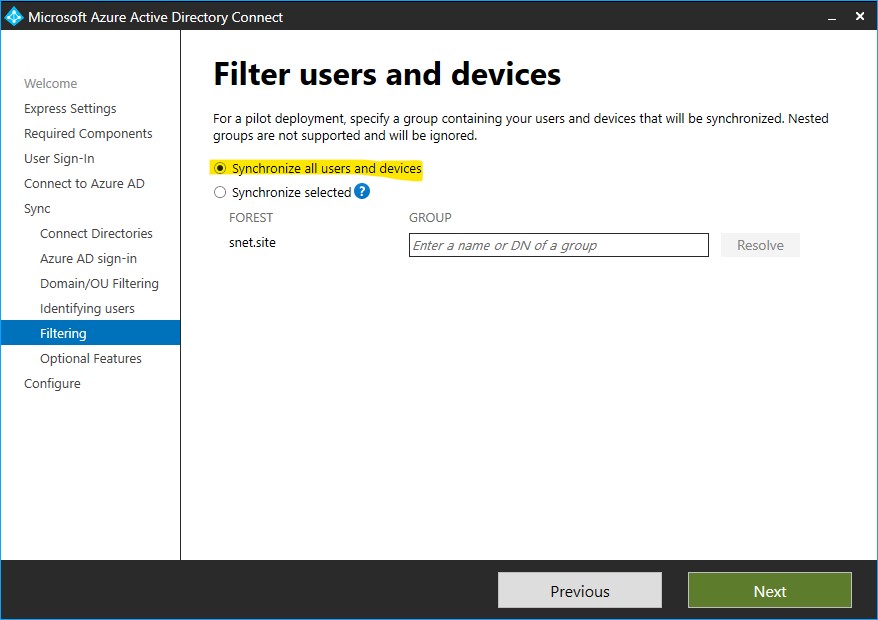 Microsoft Azure Active Directory Connect
Welcome
Express Settings
Required Components
User Sign-In
Connect to Azure AD
Sync
Connect Directories
Azure AD sign-in
Domain/OU Filtering
Identifying users
Filtering
Optional Features
Configure
Filter users and devices
For a pilot deployment, specify a group containing your users and devices that will be synchronized. Nested
groups are not supported and will be ignored.
Synchronize all users and devices
Synchronize selected ?
FOREST GROUP
snet.site Enter a name or DN of a group Resolve
Previous Next